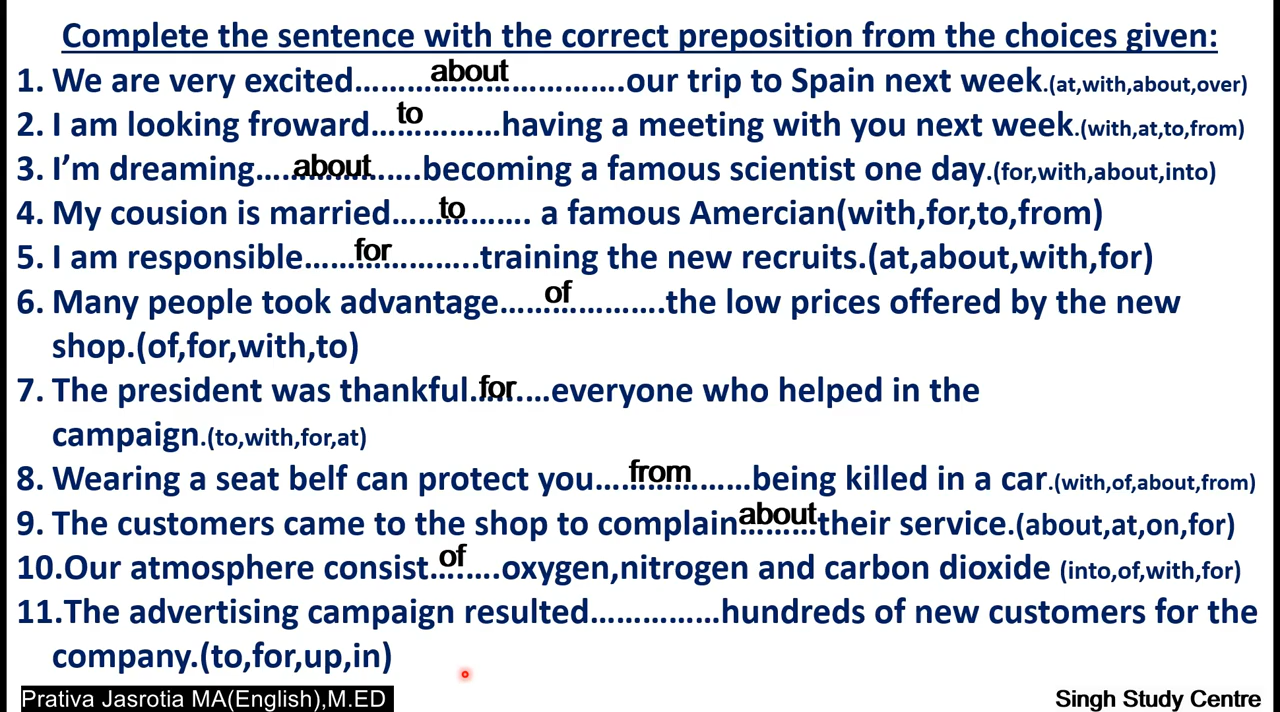 Complete the sentence with the correct preposition from the choices given:
1. We are very excited……….about………….our trip to Spain next week.(at,with,about,over)
2. I am looking froward…to………having a meeting with you next week.(with,at,to,from)
3. I’m dreaming….about….becoming a famous scientist one day.(for,with,about,into)
4. My cousion is married……to……. a famous Amercian(with,for,to,from)
5. I am responsible……for………..training the new recruits.(at,about,with,for)
6. Many people took advantage……of……….the low prices offered by the new
shop.(of,for,with,to)
7. The president was thankful.for….everyone who helped in the
campaign.(to,with,for,at)
8. Wearing a seat belf can protect you….from……being killed in a car.(with,of,about,from)
9. The customers came to the shop to complain about their service.(about,at,on,for)
10.Our atmosphere consist.of….oxygen,nitrogen and carbon dioxide (into,of,with,for)
11.The advertising campaign resulted……………hundreds of new customers for the
company.(to,for,up,in)
Prativa Jasrotia MA(English),M.ED
Singh Study Centre